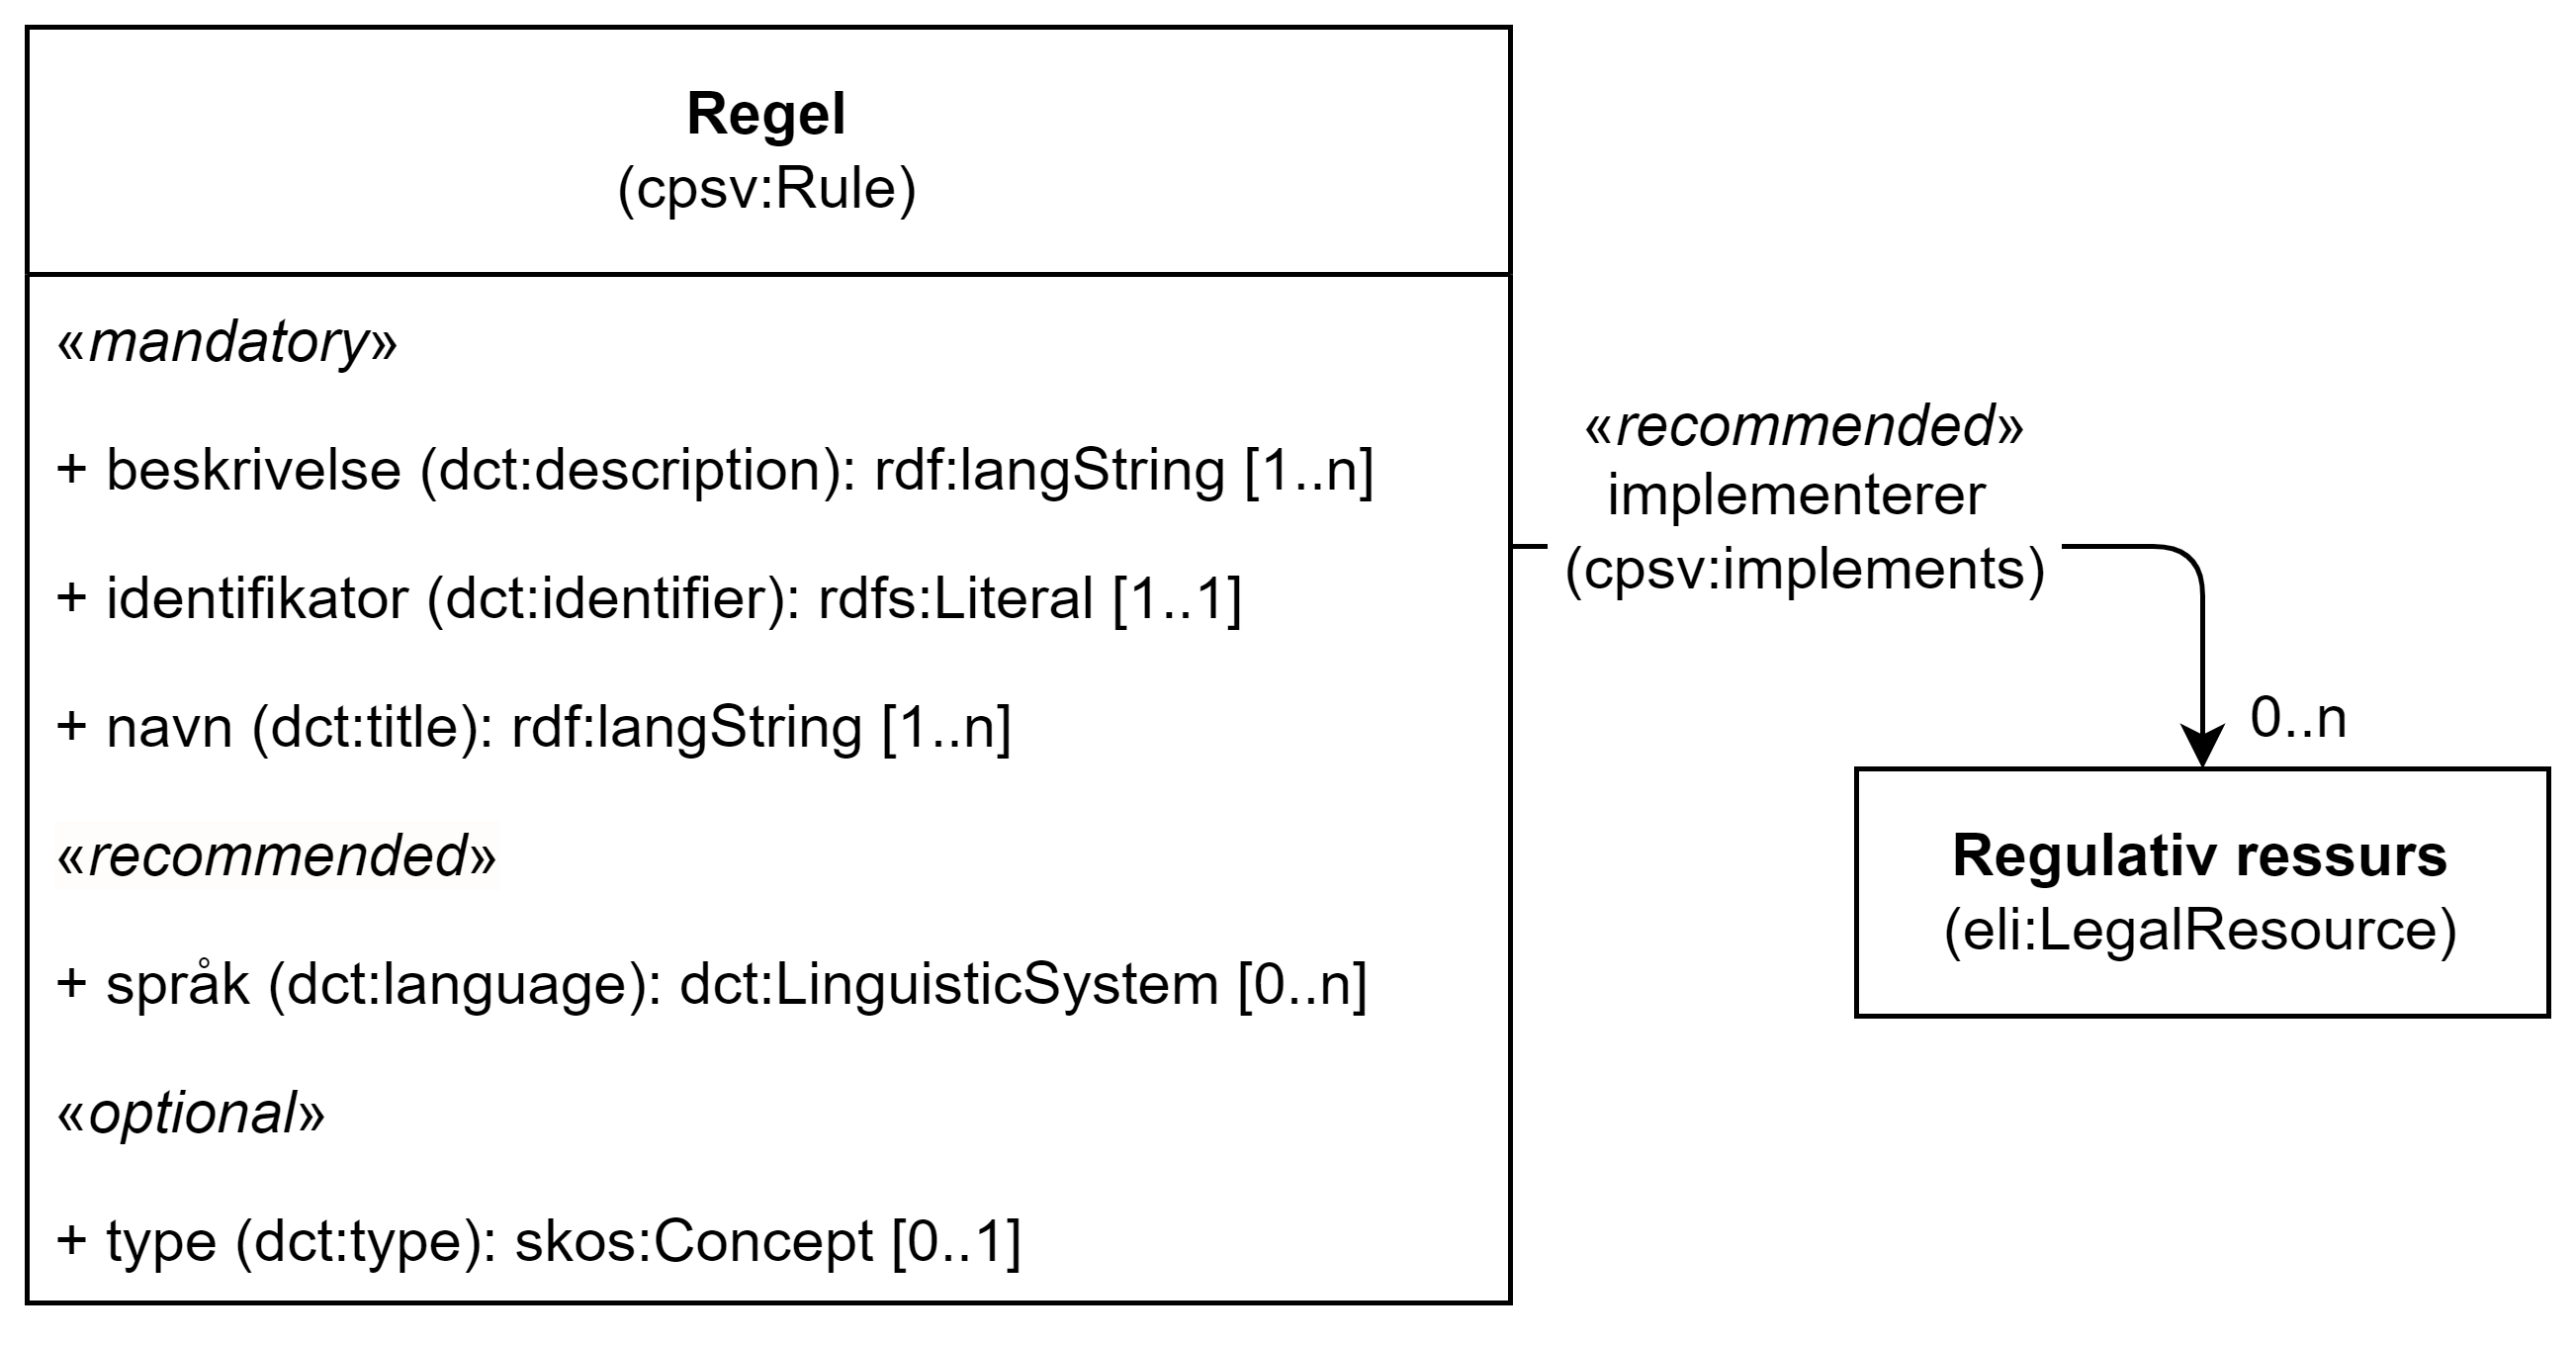 Regel
(cpsv:Rule)
«mandatory»
+ beskrivelse (dct:description): rdf:langString [1..n]
+ identifikator (dct:identifier): rdfs:Literal [1..1]
+ navn (dct:title): rdf:langString [1..n]
«recommended»
+ språk (dct:language): dct:LinguisticSystem [0..n]
«optional»
+ type (dct:type): skos:Concept [0..1]
«recommended»
implementerer
(cpsv:implements)
0..n
Regulativ ressurs
(eli:LegalResource)